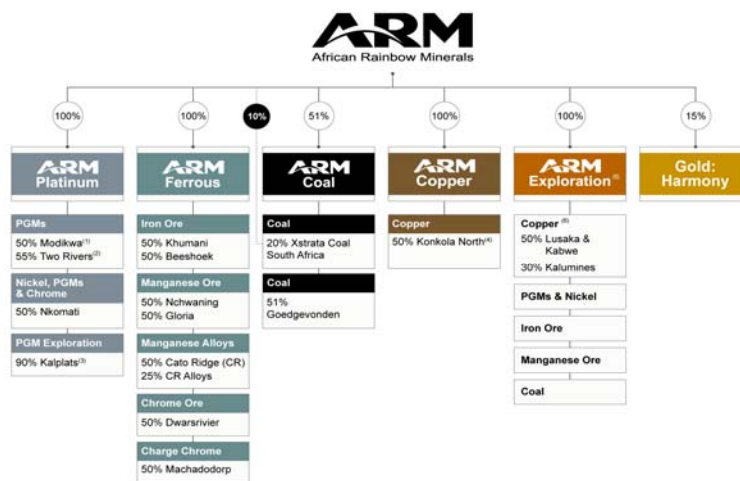 ARM
African Rainbow Minerals
100%
100%
10%
51%
100%
100%
15%
ARM
Platinum
PGMs
50% Modikwa(1)
55% Two Rivers(2)
Nickel, PGMs
& Chrome
50% Nkomati
PGM Exploration
90% Kalplats(3)
ARM
Ferrous
Iron Ore
50% Khumani
50% Beeshoek
Manganese Ore
50% Nchwaning
50% Gloria
Manganese Alloys
50% Cato Ridge (CR)
25% CR Alloys
Chrome Ore
50% Dwarsrivier
Charge Chrome
50% Machadodorp
ARM
Coal
Coal
20% Xstrata Coal
South Africa
Coal
51%
Goedgevonden
ARM
Copper
Copper
50% Konkola North(4)
ARM
Exploration
Copper
50% Lusaka &
Kabwe
30% Kalumines
PGMs & Nickel
Iron Ore
Manganese Ore
Coal
Gold:
Harmony